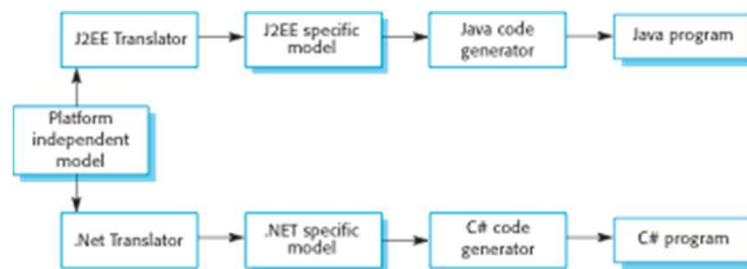 J2EE Translator
J2EE specific
model
Java code
generator
Java program
Platform
independent
model
.Net Translator
.NET specific
model
C# code
generator
C# program